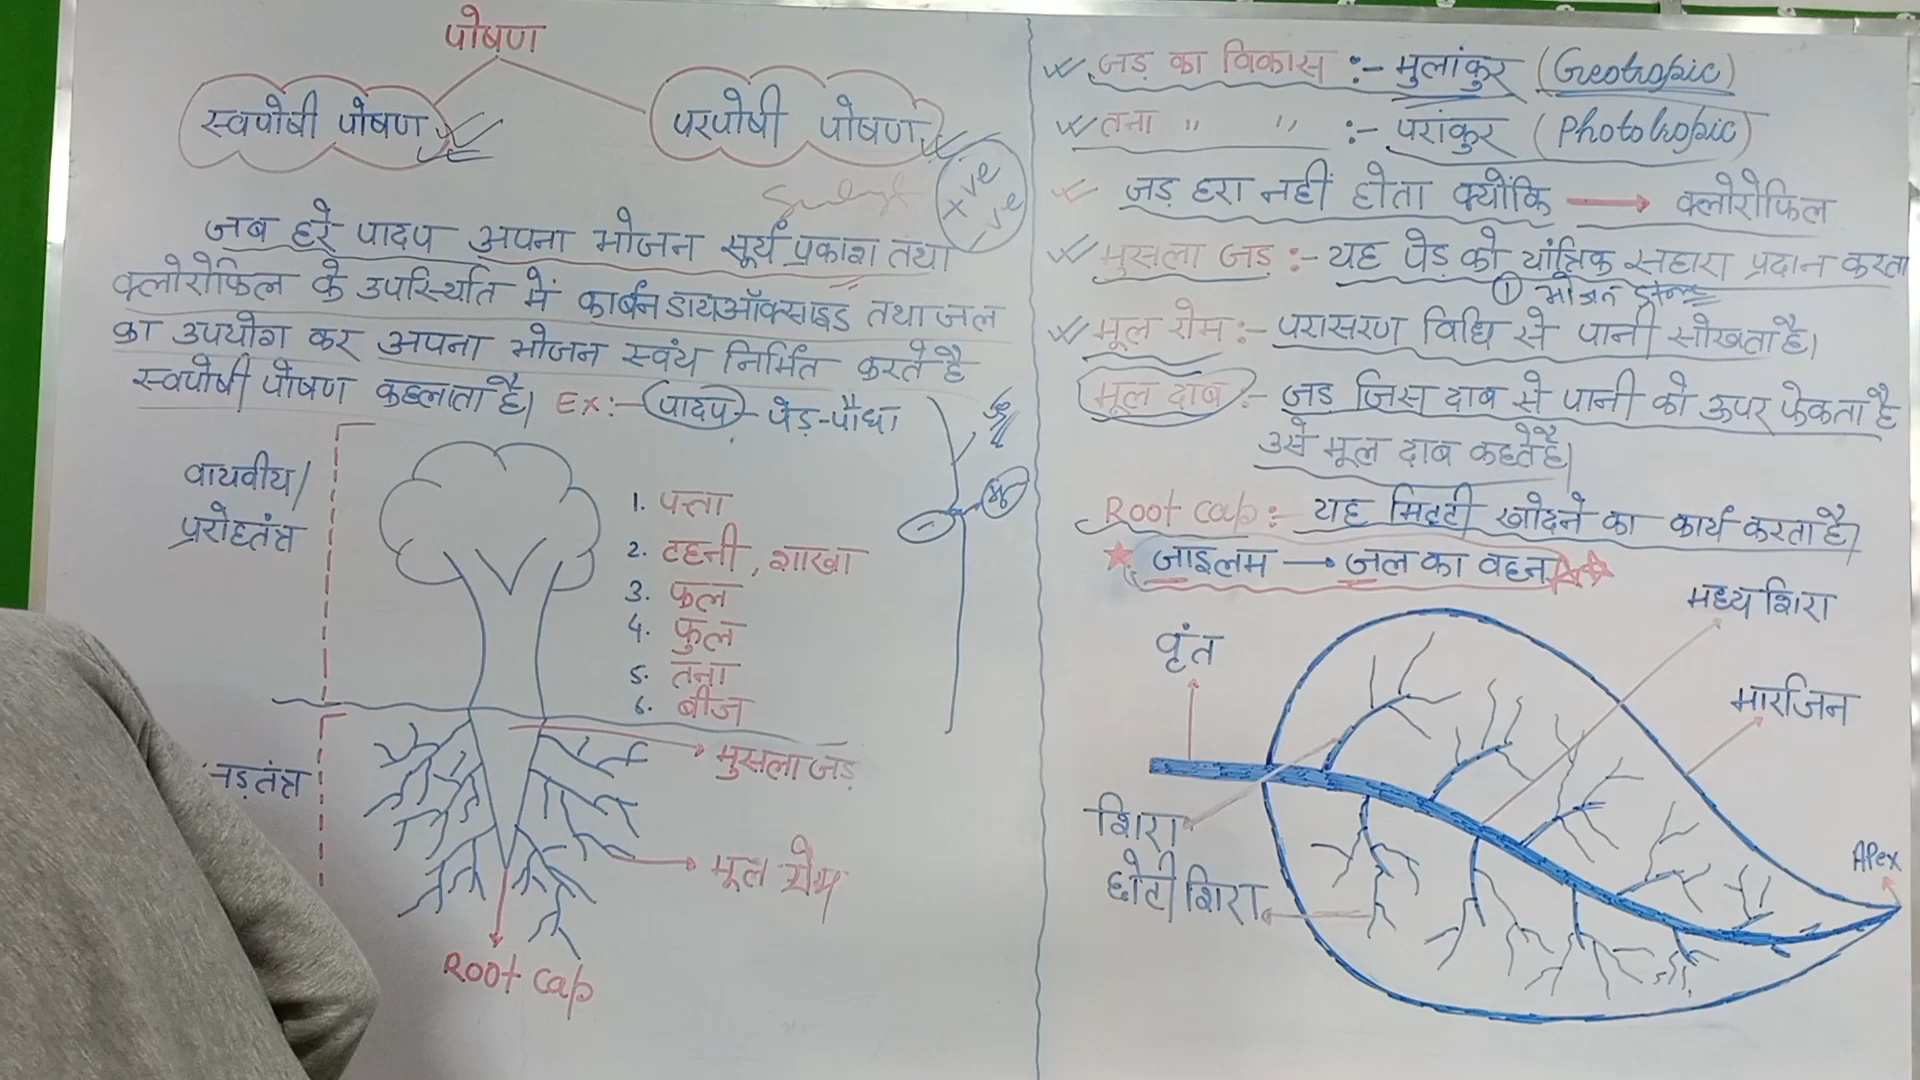 पोषण
स्वपोषी पोषण
परपोषी पोषण
जब हरे पादप अपना भोजन सूर्य प्रकाश तथा
क्लोरोफिल के उपस्थिति में कार्बन डायऑक्साइड तथा जल
का उपयोग कर अपना भोजन स्वंय निर्मित करते है
स्वपोषी पोषण कहलाता है। Ex:- पादप - पेड़-पौधा
वायवीय/
प्ररोहतंत्र
1. पत्ता
2. टहनी, शाखा
3. फल
4. फुल
5. तना
6. बीज
मुसला जड़
मूल रोम
Root cap
जड़ का विकास :- मुलांकुर (Geotropic)
तना " " :- परांकुर (Photohopic)
जड़ हरा नहीं होता क्योंकि → क्लोरोफिल
मुसला जड़ :- यह पेड़ को यांत्रिक सहारा प्रदान करता
① भोजन
मूल रोम :- परासरण विधि से पानी सोखता है।
मूल दाब :- जड़ जिस दाब से पानी को ऊपर फेकता है
उसे मूल दाब कहते है।
Root cap :- यह मिट्टी खोदने का कार्य करता है।
जाइलम → जल का वहन
वृंत
मध्य शिरा
मारजिन
शिरा
छोटी शिरा
Apex